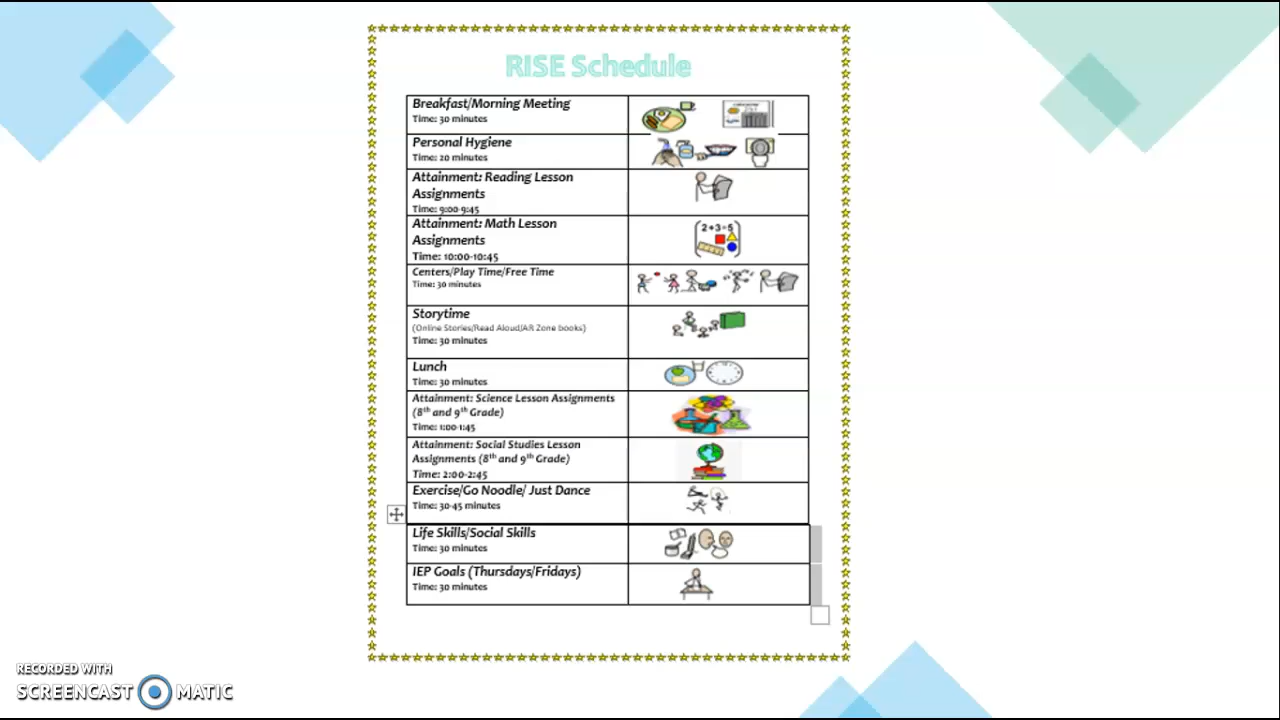 RISE Schedule
Breakfast/Morning Meeting
Time: 30 minutes
Personal Hygiene
Time: 20 minutes
Attainment: Reading Lesson
Assignments
Time: 9:00-9:45
Attainment: Math Lesson
Assignments
Time: 10:00-10:45
2+3=5
Centers/Play Time/Free Time
Time: 30 minutes
Storytime
(Online Stories/Read Aloud/AR Zone books)
Time: 30 minutes
Lunch
Time: 30 minutes
Attainment: Science Lesson Assignments
(8th and 9th Grade)
Time: 1:00-1:45
Attainment: Social Studies Lesson
Assignments (8th and 9th Grade)
Time: 2:00-2:45
Exercise/Go Noodle/ Just Dance
Time: 30-45 minutes
Life Skills/Social Skills
Time: 30 minutes
IEP Goals (Thursdays/Fridays)
Time: 30 minutes
RECORDED WITH
SCREENCAST MATIC